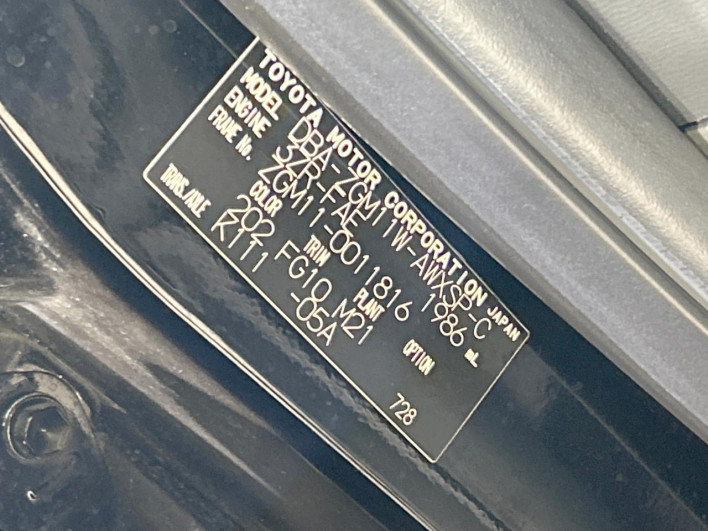 TOYOTA MOTOR CORPORATION JAPAN
MODEL DBA-ZGM11W-AWXSP-C
ENGINE 3ZR-FAE 1986 mL
FRAME No. ZGM11-0011816
COLOR TRIM PLANT OPTION
202 FG10 M21
TRANS./AXLE K111 -05A
728